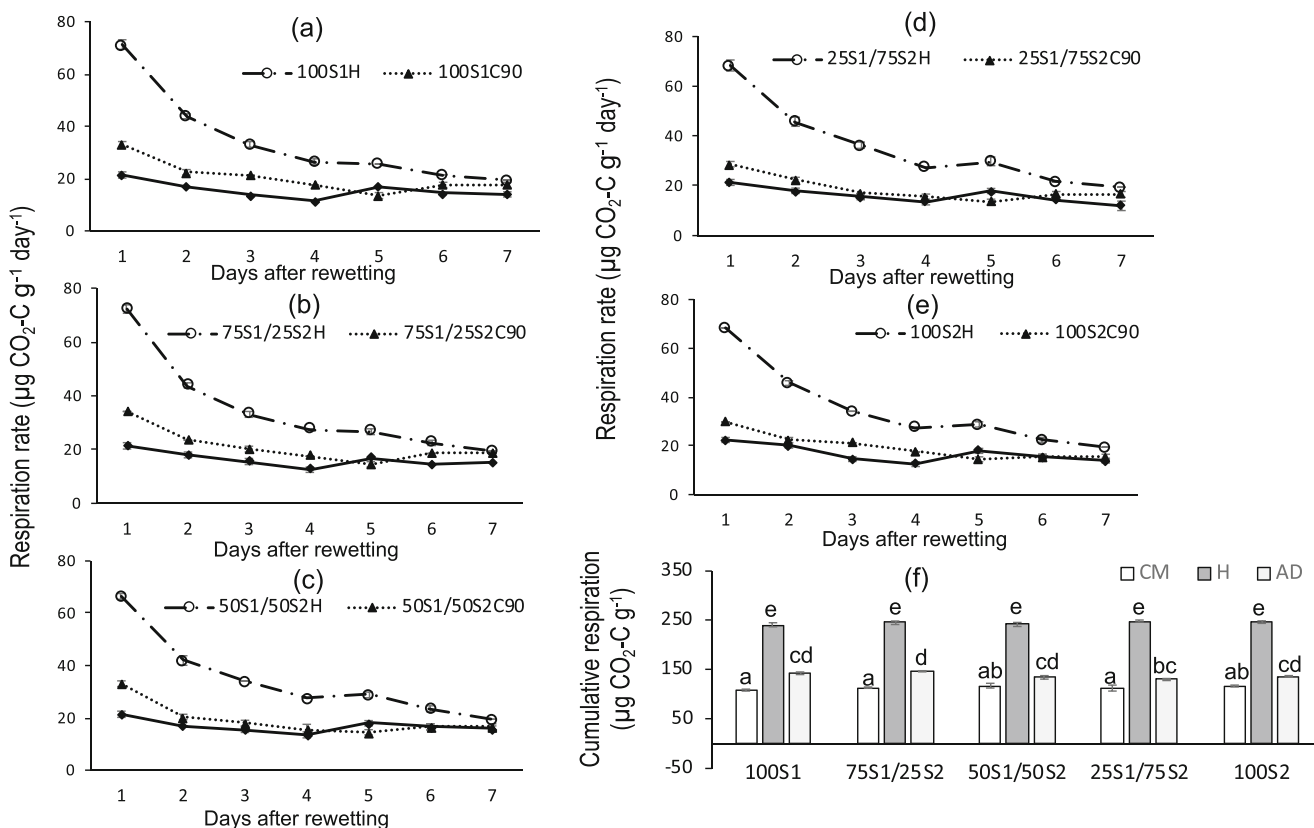 Respiration rate (µg CO₂-C g⁻¹ day⁻¹)
(a)
100S1H 100S1C90
80
60
40
20
0
1 2 3 4 5 6 7
Days after rewetting
(b)
75S1/25S2H 75S1/25S2C90
80
60
40
20
0
1 2 3 4 5 6 7
Days after rewetting
(c)
50S1/50S2H 50S1/50S2C90
80
60
40
20
0
1 2 3 4 5 6 7
Days after rewetting
Respiration rate (µg CO₂-C g⁻¹ day⁻¹)
(d)
25S1/75S2H 25S1/75S2C90
80
60
40
20
0
1 2 3 4 5 6 7
Days after rewetting
(e)
100S2H 100S2C90
80
60
40
20
0
1 2 3 4 5 6 7
Days after rewetting
Cumulative respiration
(µg CO₂-C g⁻¹)
(f)
CM H AD
350
250
150
50
-50
a e cd a e d ab e cd a e bc ab e cd
100S1 75S1/25S2 50S1/50S2 25S1/75S2 100S2